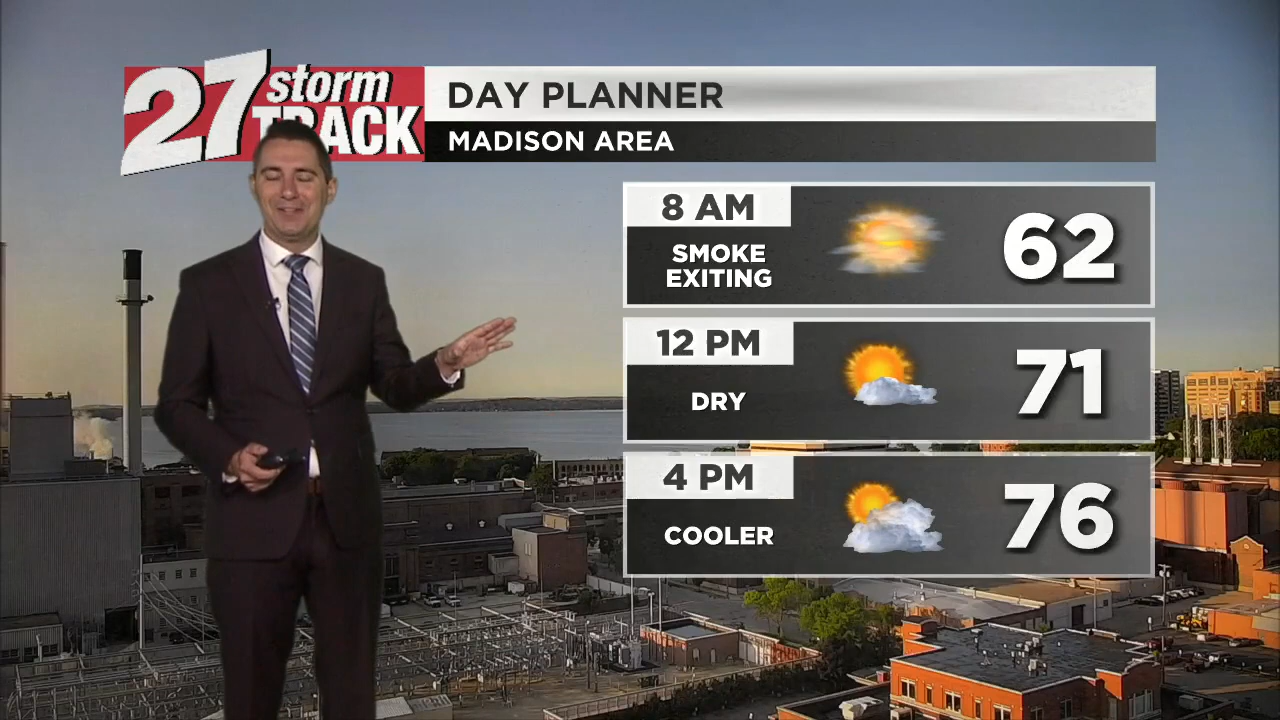 27 storm
TRACK
DAY PLANNER
MADISON AREA
8 AM
SMOKE
EXITING
62
12 PM
DRY
71
4 PM
COOLER
76